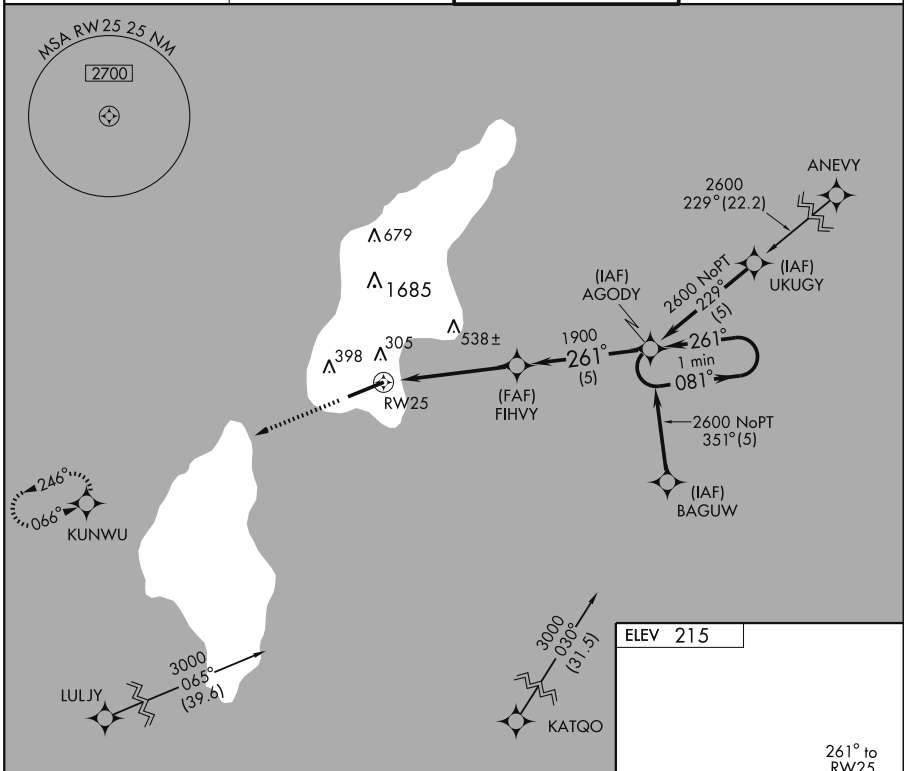 MSA RW25 25 NM
2700
ANEVY
2600
229°(22.2)
(IAF)
UKUGY
2600 NoPT
229°
(5)
(IAF)
AGODY
679
1685
538±
305
398
RW25
1900
261°
(5)
(FAF)
FIHVY
261°
1 min
081°
2600 NoPT
351°(5)
(IAF)
BAGUW
246°
066°
KUNWU
LULJY
3000
065°
(39.6)
3000
030°
(31.5)
KATQO
ELEV 215
261° to
RW25